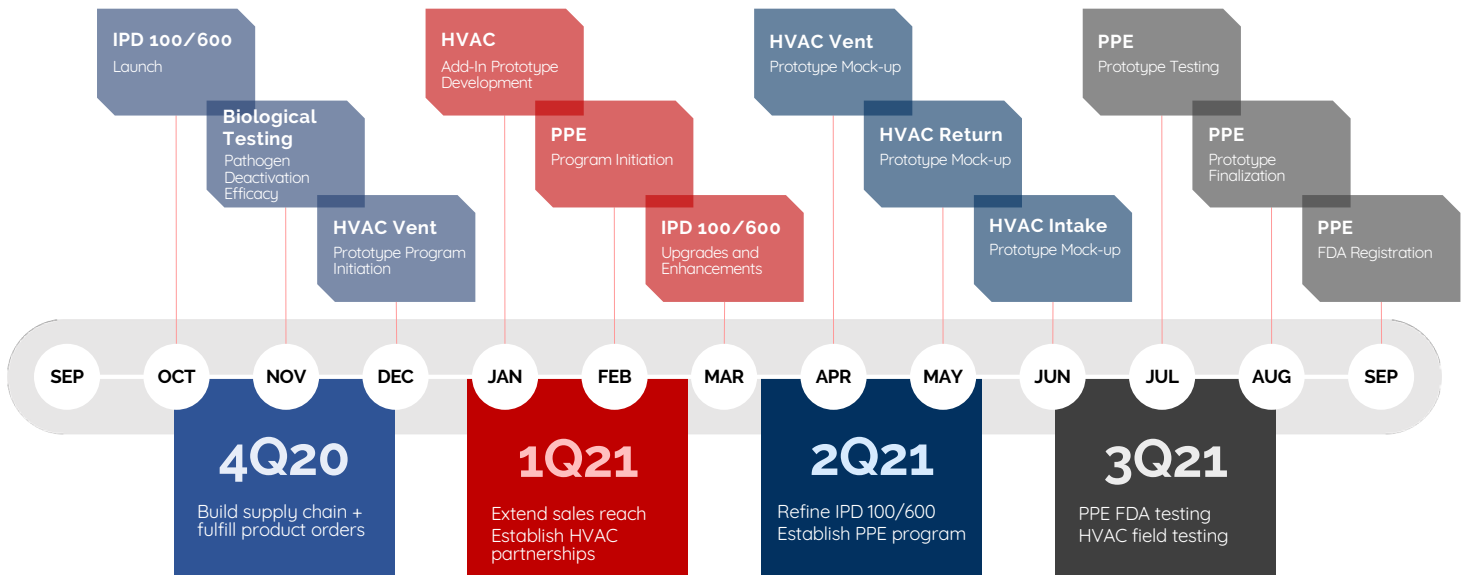 IPD 100/600
Launch
Biological
Testing
Pathogen
Deactivation
Efficacy
HVAC Vent
Prototype Program
Initiation
HVAC
Add-In Prototype
Development
PPE
Program Initiation
IPD 100/600
Upgrades and
Enhancements
HVAC Vent
Prototype Mock-up
HVAC Return
Prototype Mock-up
HVAC Intake
Prototype Mock-up
PPE
Prototype Testing
PPE
Prototype
Finalization
PPE
FDA Registration
SEP
OCT
NOV
DEC
JAN
FEB
MAR
APR
MAY
JUN
JUL
AUG
SEP
4Q20
Build supply chain +
fulfill product orders
1Q21
Extend sales reach
Establish HVAC
partnerships
2Q21
Refine IPD 100/600
Establish PPE program
3Q21
PPE FDA testing
HVAC field testing